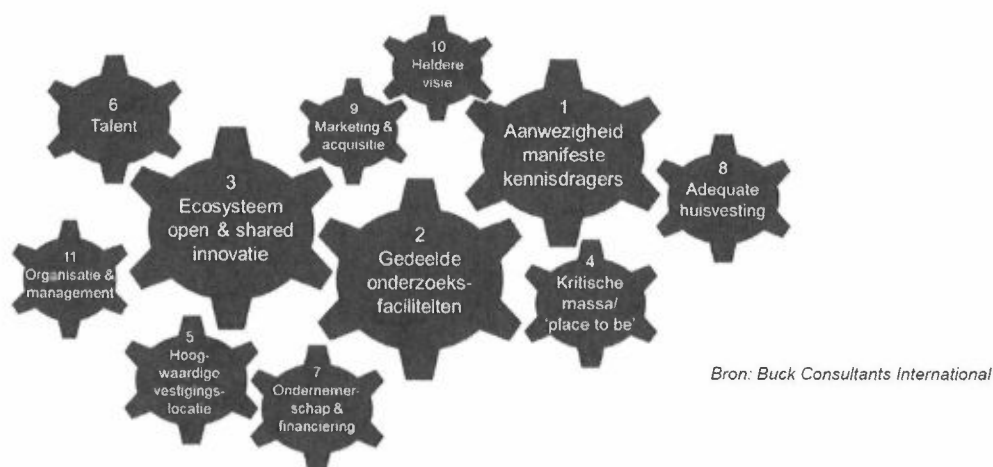 1
Aanwezigheid
manifeste
kennisdragers
2
Gedeelde
onderzoeks-
faciliteiten
3
Ecosysteem
open & shared
innovatie
4
Kritische
massa/
'place to be'
5
Hoog-
waardige
vestigings-
locatie
6
Talent
7
Ondernemer-
schap &
financiering
8
Adequate
huisvesting
9
Marketing &
acquisitie
10
Heldere
visie
11
Organisatie &
management
Bron: Buck Consultants International